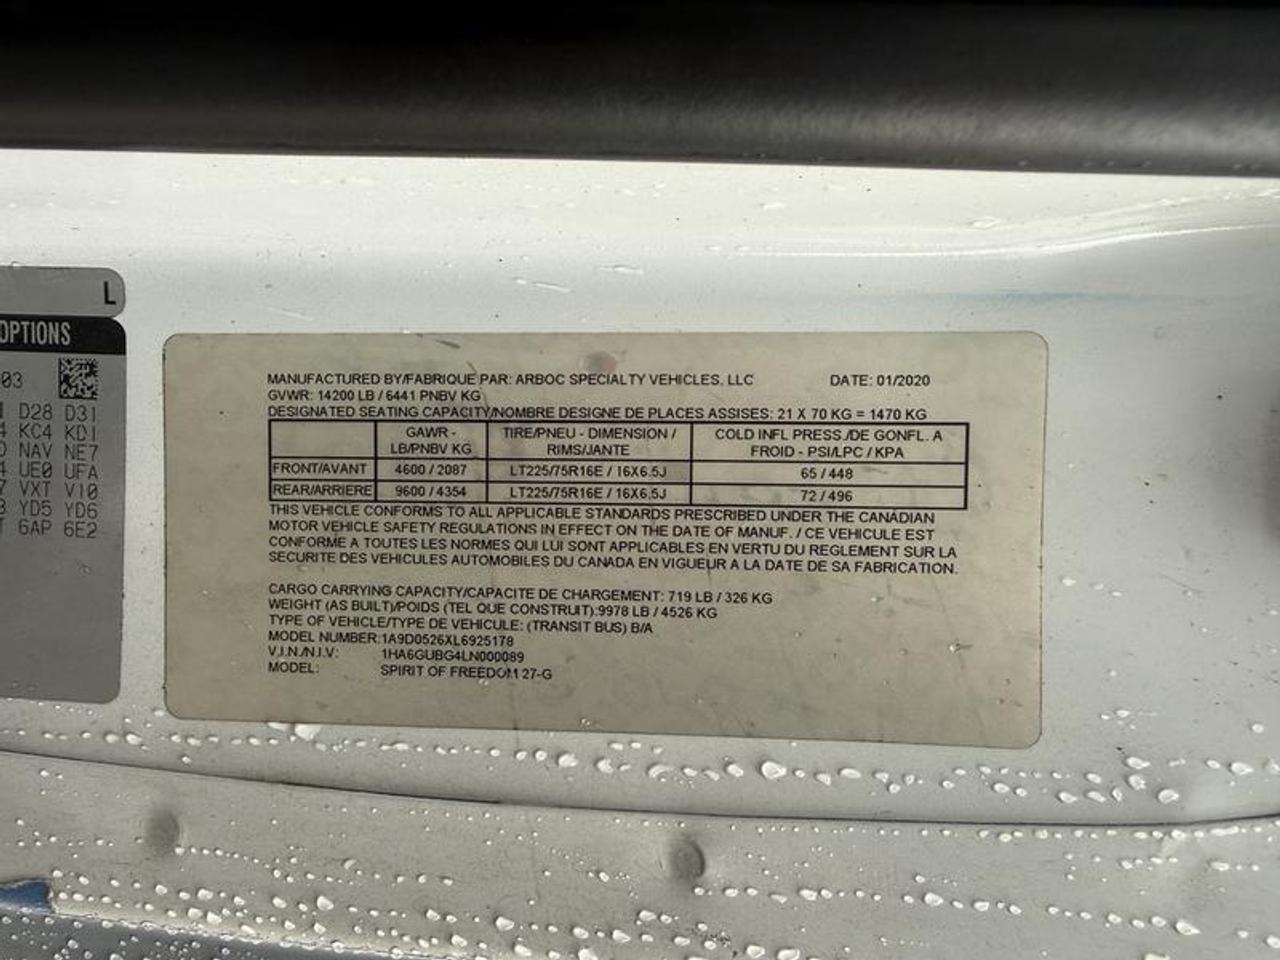 L
OPTIONS
03
D28 D31
4 KC4 KD1
NAV NE7
4 UE0 UFA
7 VXT V10
3 YD5 YD6
T 6AP 6E2
MANUFACTURED BY/FABRIQUE PAR: ARBOC SPECIALTY VEHICLES, LLC DATE: 01/2020
GVWR: 14200 LB / 6441 PNBV KG
DESIGNATED SEATING CAPACITY/NOMBRE DESIGNE DE PLACES ASSISES: 21 X 70 KG = 1470 KG
GAWR - LB/PNBV KG TIRE/PNEU - DIMENSION / RIMS/JANTE COLD INFL PRESS./DE GONFL. A FROID - PSI/LPC / KPA
FRONT/AVANT 4600 / 2087 LT225/75R16E / 16X6.5J 65 / 448
REAR/ARRIERE 9600 / 4354 LT225/75R16E / 16X6.5J 72 / 496
THIS VEHICLE CONFORMS TO ALL APPLICABLE STANDARDS PRESCRIBED UNDER THE CANADIAN
MOTOR VEHICLE SAFETY REGULATIONS IN EFFECT ON THE DATE OF MANUF. / CE VEHICULE EST
CONFORME A TOUTES LES NORMES QUI LUI SONT APPLICABLES EN VERTU DU REGLEMENT SUR LA
SECURITE DES VEHICULES AUTOMOBILES DU CANADA EN VIGUEUR A LA DATE DE SA FABRICATION.
CARGO CARRYING CAPACITY/CAPACITE DE CHARGEMENT: 719 LB / 326 KG
WEIGHT (AS BUILT)/POIDS (TEL QUE CONSTRUIT):9978 LB / 4526 KG
TYPE OF VEHICLE/TYPE DE VEHICULE: (TRANSIT BUS) B/A
MODEL NUMBER:1A9D0526XL6925178
V.I.N./N.I.V: 1HA6GUBG4LN000089
MODEL: SPIRIT OF FREEDOM 27-G